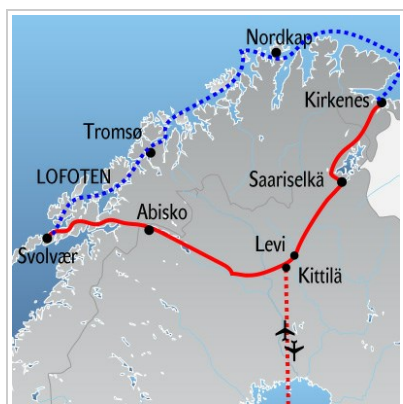 Nordkap
Kirkenes
Tromsø
Saariselkä
LOFOTEN
Abisko
Svolvær
Levi
Kittilä